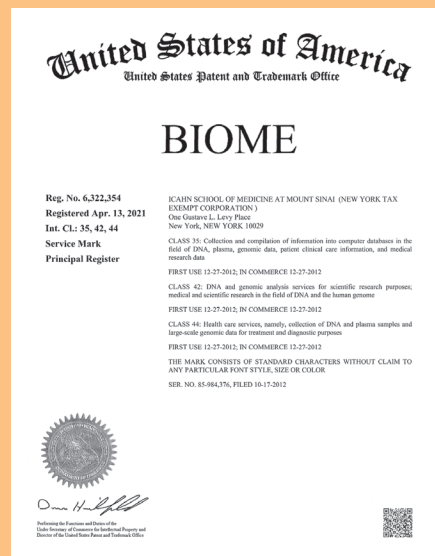 United States of America
United States Patent and Trademark Office
BIOME
Reg. No. 6,322,354
Registered Apr. 13, 2021
Int. Cl.: 35, 42, 44
Service Mark
Principal Register
ICAHN SCHOOL OF MEDICINE AT MOUNT SINAI (NEW YORK TAX
EXEMPT CORPORATION )
One Gustave L. Levy Place
New York, NEW YORK 10029
CLASS 35: Collection and compilation of information into computer databases in the
field of DNA, plasma, genomic data, patient clinical care information, and medical
research data
FIRST USE 12-27-2012; IN COMMERCE 12-27-2012
CLASS 42: DNA and genomic analysis services for scientific research purposes;
medical and scientific research in the field of DNA and the human genome
FIRST USE 12-27-2012; IN COMMERCE 12-27-2012
CLASS 44: Health care services, namely, collection of DNA and plasma samples and
large-scale genomic data for treatment and diagnostic purposes
FIRST USE 12-27-2012; IN COMMERCE 12-27-2012
THE MARK CONSISTS OF STANDARD CHARACTERS WITHOUT CLAIM TO
ANY PARTICULAR FONT STYLE, SIZE OR COLOR
SER. NO. 85-984,376, FILED 10-17-2012
Performing the Functions and Duties of the
Under Secretary of Commerce for Intellectual Property and
Director of the United States Patent and Trademark Office